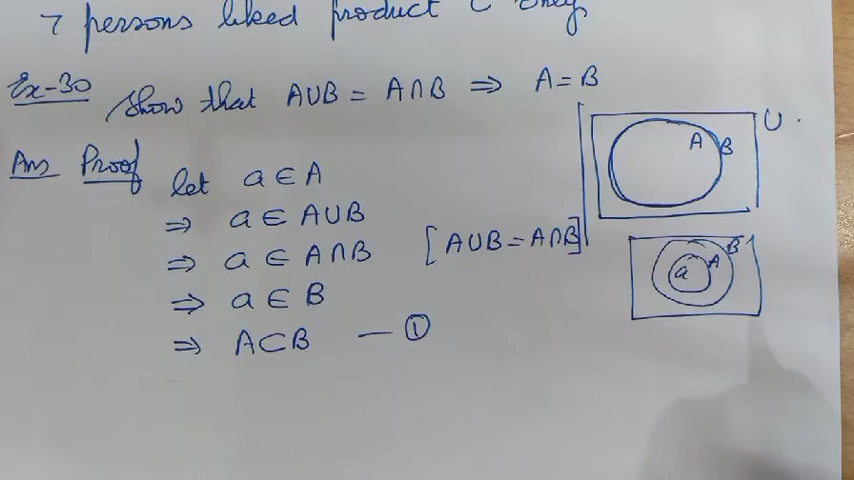 7 persons liked product C only
Ex-30 Show that A∪B = A∩B ⇒ A = B
Ans Proof let a ∈ A
⇒ a ∈ A∪B
⇒ a ∈ A∩B [A∪B = A∩B]
⇒ a ∈ B
⇒ A⊂B — ①
A B U
a A B